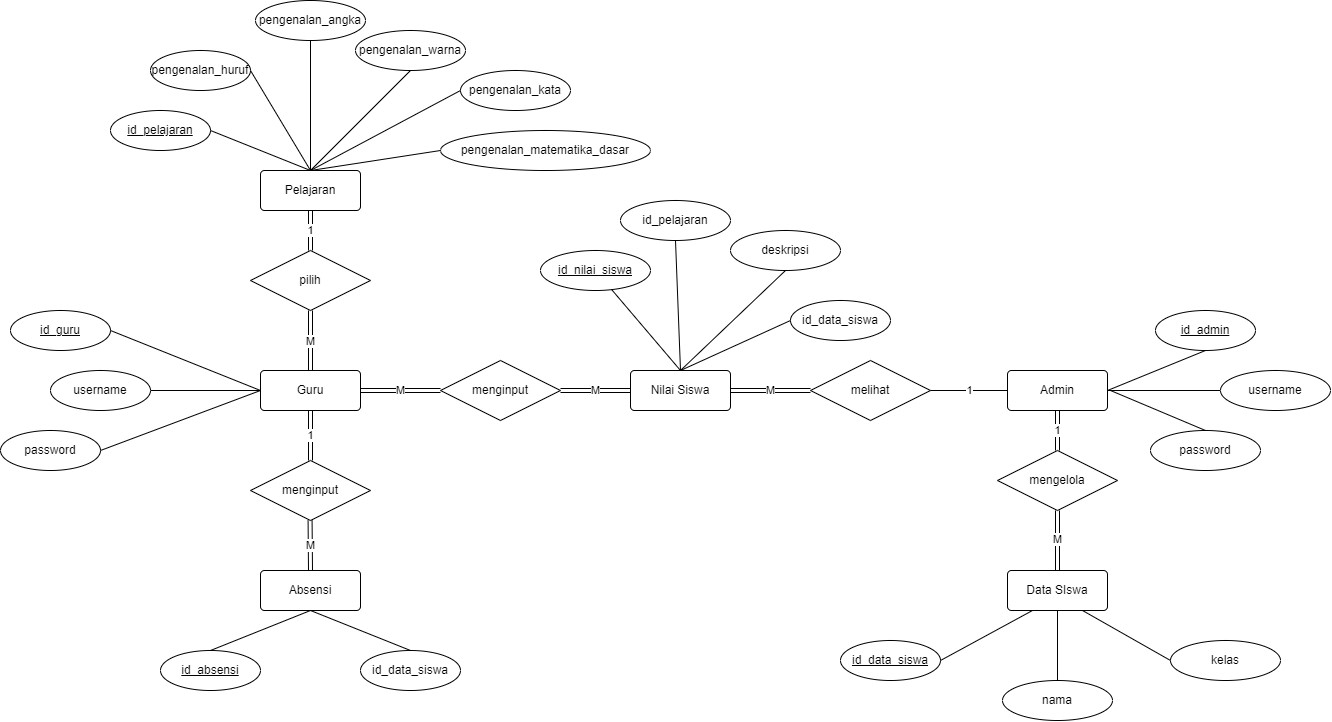 pengenalan_angka
pengenalan_warna
pengenalan_huruf
pengenalan_kata
id_pelajaran
pengenalan_matematika_dasar
Pelajaran
1
pilih
M
id_pelajaran
deskripsi
id_nilai_siswa
id_data_siswa
id_guru
username
password
Guru
M
menginput
M
Nilai Siswa
M
melihat
1
Admin
id_admin
username
password
1
menginput
M
Absensi
id_absensi
id_data_siswa
1
mengelola
M
Data SIswa
id_data_siswa
nama
kelas